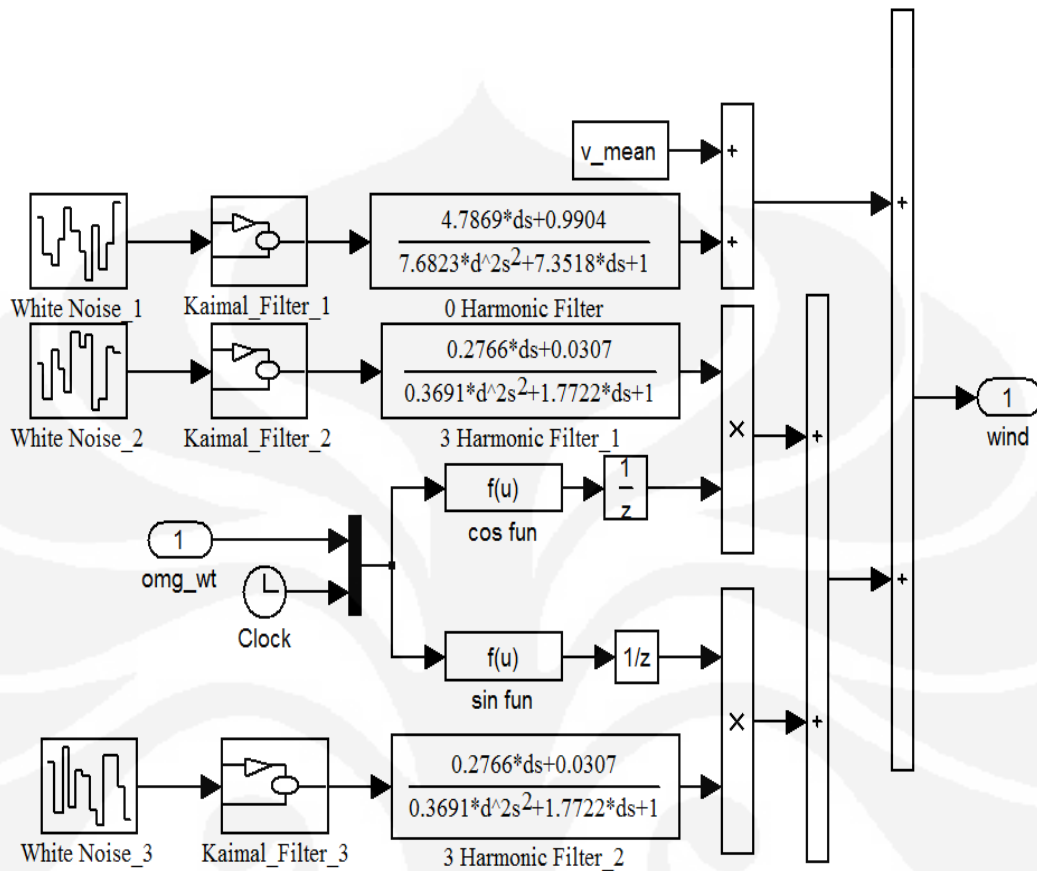 v_mean
+
4.7869*ds+0.9904
7.6823*d^2s2+7.3518*ds+1
+
+
White Noise_1
Kaimal_Filter_1
0 Harmonic Filter
0.2766*ds+0.0307
0.3691*d^2s2+1.7722*ds+1
White Noise_2
Kaimal_Filter_2
3 Harmonic Filter_1
×
+
1
wind
f(u)
1
z
cos fun
1
omg_wt
Clock
+
f(u)
1/z
sin fun
×
+
0.2766*ds+0.0307
0.3691*d^2s2+1.7722*ds+1
White Noise_3
Kaimal_Filter_3
3 Harmonic Filter_2